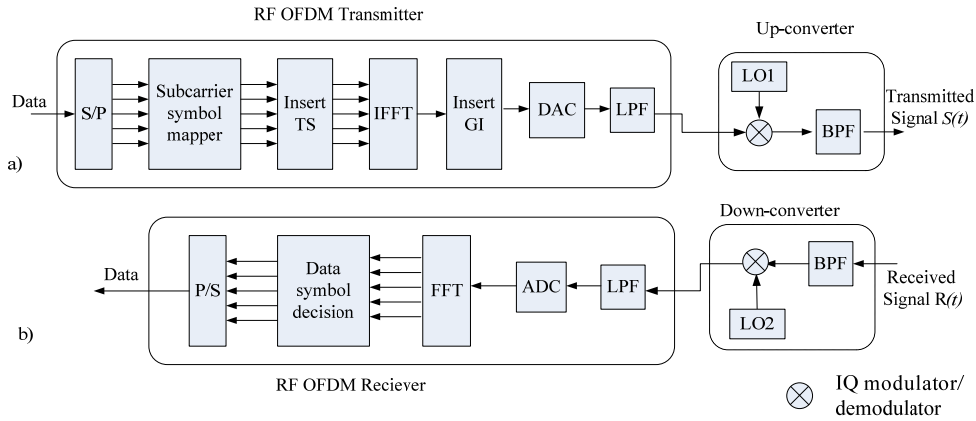 RF OFDM Transmitter
Up-converter
Data
S/P
Subcarrier
symbol
mapper
Insert
TS
IFFT
Insert
GI
DAC
LPF
LO1
BPF
Transmitted
Signal S(t)
a)
Down-converter
Data
P/S
Data
symbol
decision
FFT
ADC
LPF
BPF
LO2
Received
Signal R(t)
b)
RF OFDM Reciever
IQ modulator/
demodulator